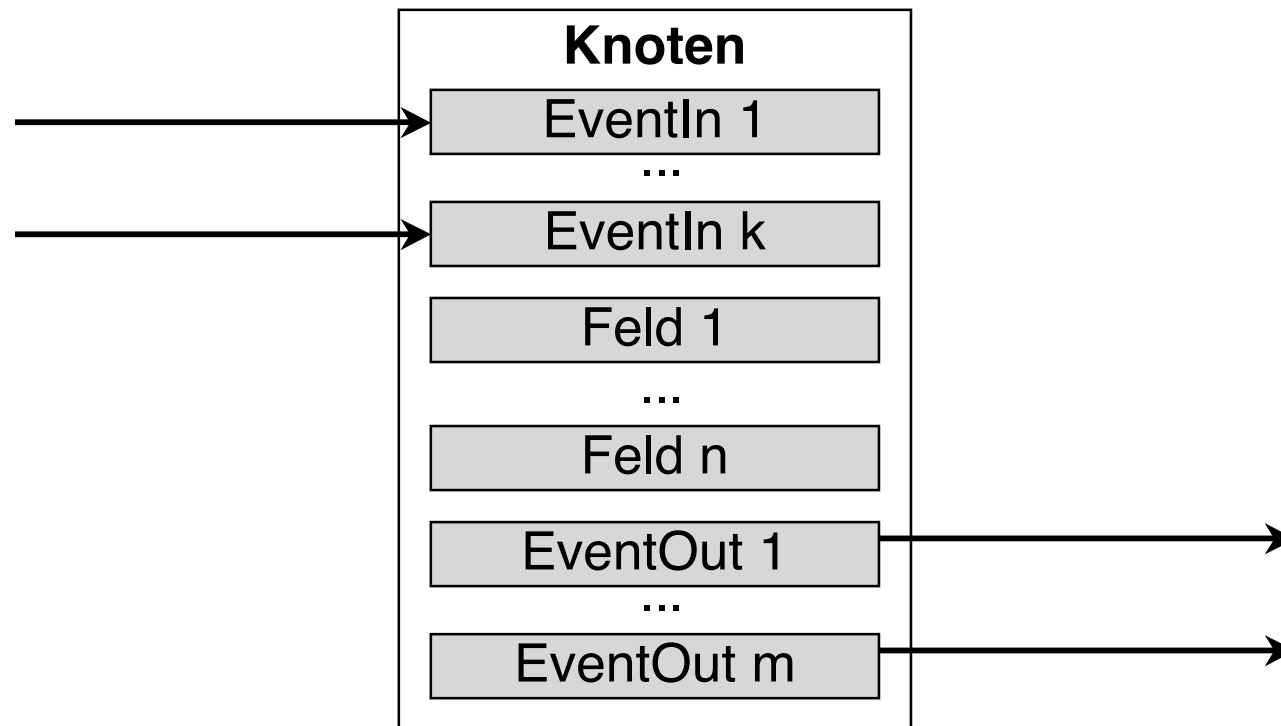 Knoten
EventIn 1
...
EventIn k
Feld 1
...
Feld n
EventOut 1
...
EventOut m